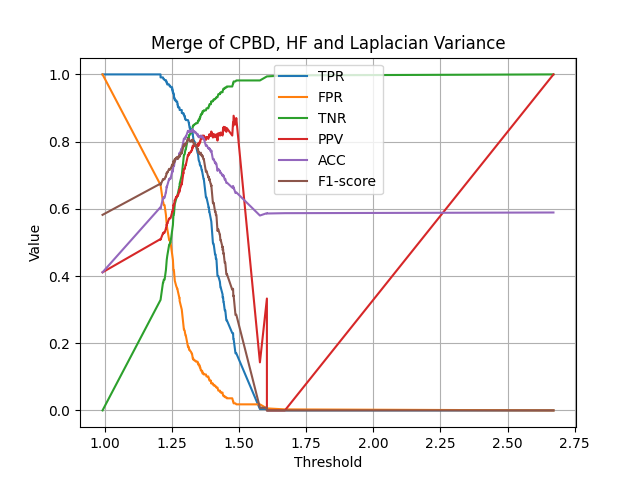 Merge of CPBD, HF and Laplacian Variance
TPR
FPR
TNR
PPV
ACC
F1-score
Value
1.0
0.8
0.6
0.4
0.2
0.0
1.00 1.25 1.50 1.75 2.00 2.25 2.50 2.75
Threshold